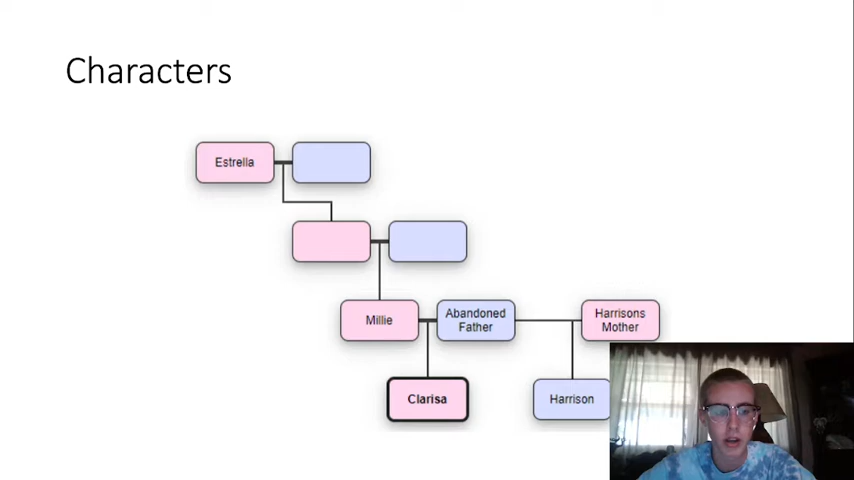 Characters
Estrella
Millie
Abandoned
Father
Harrisons
Mother
Clarisa
Harrison